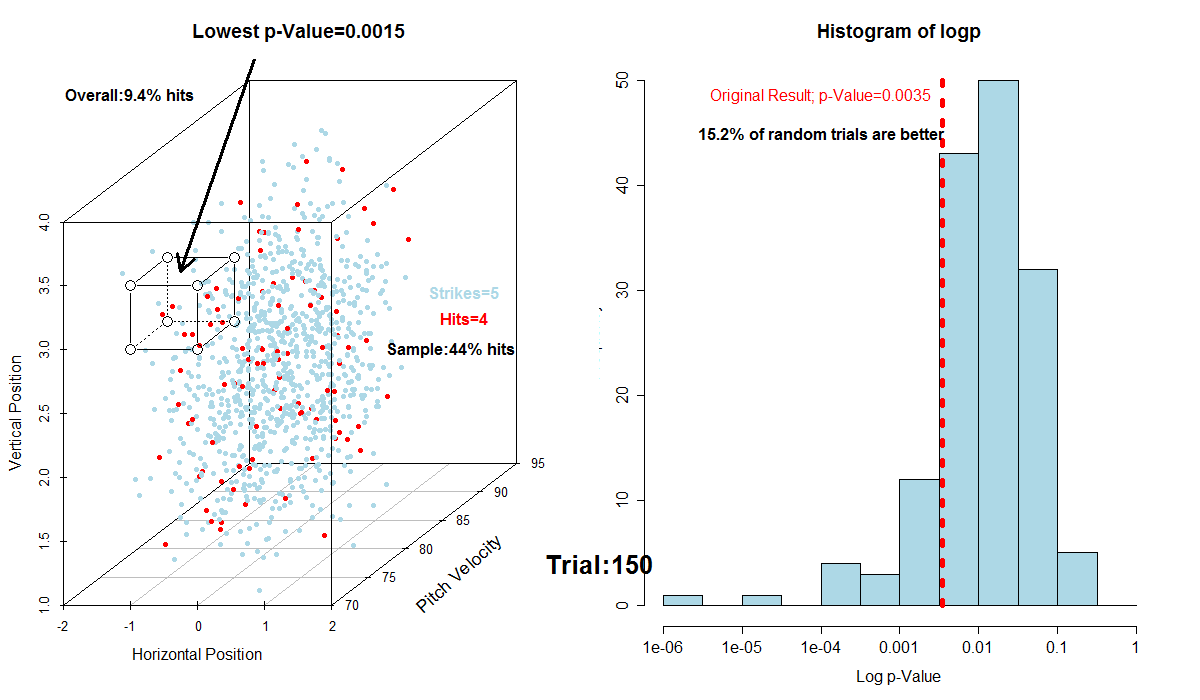 Lowest p-Value=0.0015
Overall:9.4% hits
Strikes=5
Hits=4
Sample:44% hits
4.0
3.5
3.0
2.5
2.0
1.5
1.0
Vertical Position
-2
-1
0
1
2
Horizontal Position
70
75
80
85
90
95
Pitch Velocity
Trial:150
Histogram of logp
Original Result; p-Value=0.0035
15.2% of random trials are better
50
40
30
20
10
0
1e-06
1e-05
1e-04
0.001
0.01
0.1
1
Log p-Value